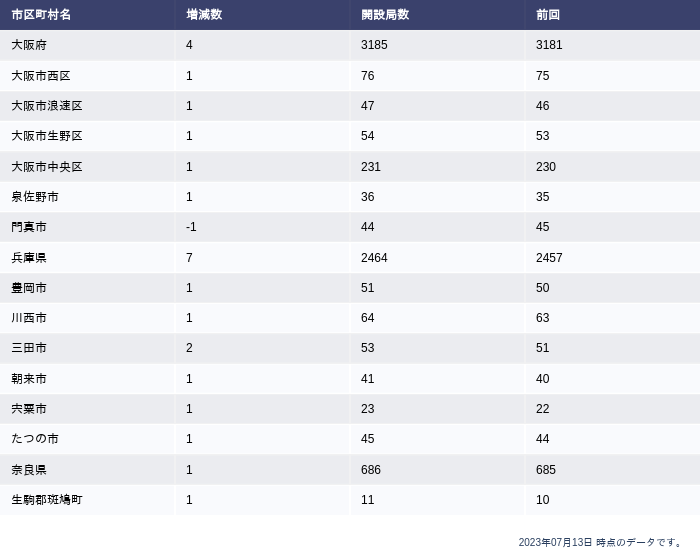 市区町村名 増減数 開設局数 前回
大阪府 4 3185 3181
大阪市西区 1 76 75
大阪市浪速区 1 47 46
大阪市生野区 1 54 53
大阪市中央区 1 231 230
泉佐野市 1 36 35
門真市 -1 44 45
兵庫県 7 2464 2457
豊岡市 1 51 50
川西市 1 64 63
三田市 2 53 51
朝来市 1 41 40
宍粟市 1 23 22
たつの市 1 45 44
奈良県 1 686 685
生駒郡斑鳩町 1 11 10
2023年07月13日 時点のデータです。